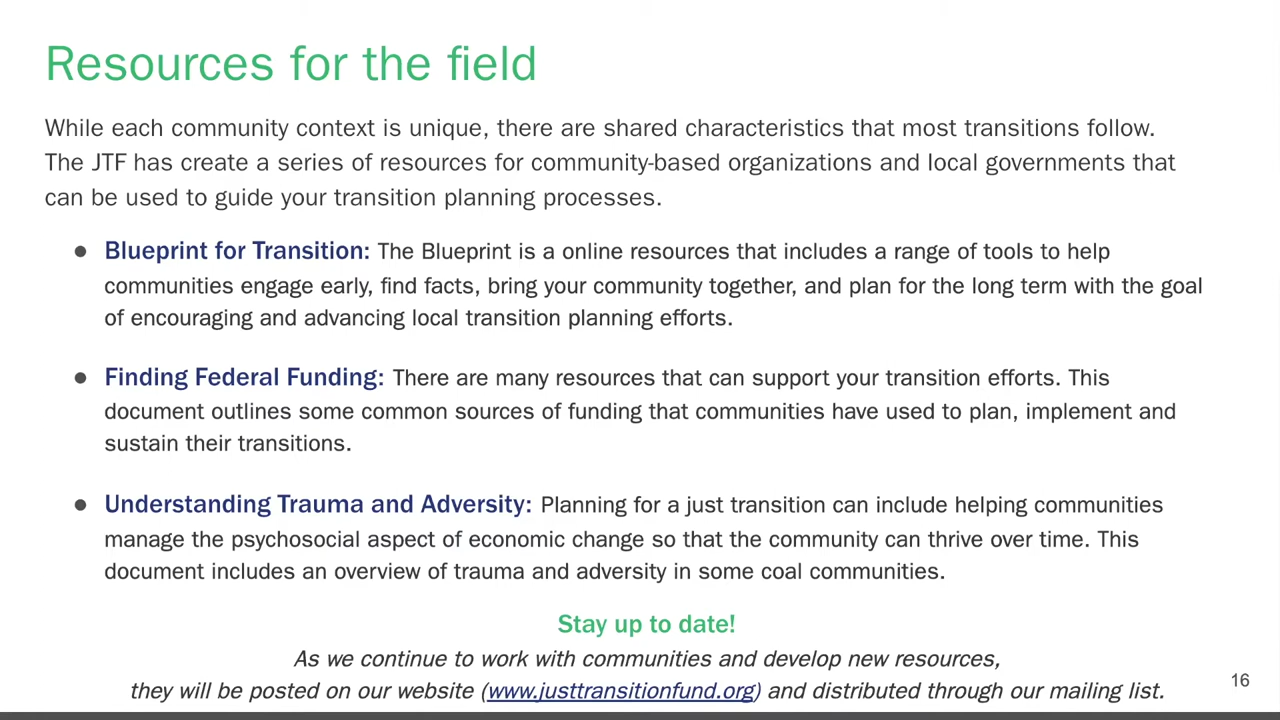 Resources for the field
While each community context is unique, there are shared characteristics that most transitions follow.
The JTF has create a series of resources for community-based organizations and local governments that
can be used to guide your transition planning processes.
● Blueprint for Transition: The Blueprint is a online resources that includes a range of tools to help
communities engage early, find facts, bring your community together, and plan for the long term with the goal
of encouraging and advancing local transition planning efforts.
● Finding Federal Funding: There are many resources that can support your transition efforts. This
document outlines some common sources of funding that communities have used to plan, implement and
sustain their transitions.
● Understanding Trauma and Adversity: Planning for a just transition can include helping communities
manage the psychosocial aspect of economic change so that the community can thrive over time. This
document includes an overview of trauma and adversity in some coal communities.
Stay up to date!
As we continue to work with communities and develop new resources,
they will be posted on our website (www.justtransitionfund.org) and distributed through our mailing list.
16